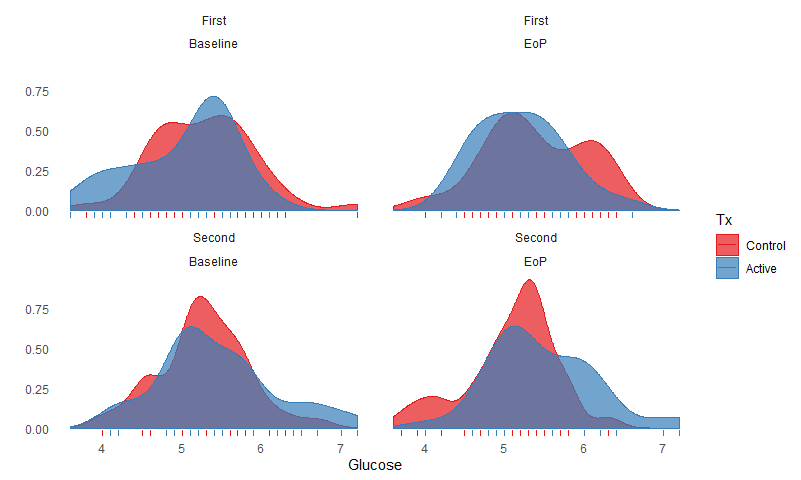 First
First
Baseline
EoP
0.75
0.50
0.25
0.00
Second
Second
Baseline
EoP
0.75
0.50
0.25
0.00
4 5 6 7 4 5 6 7
Glucose
Tx
Control
Active